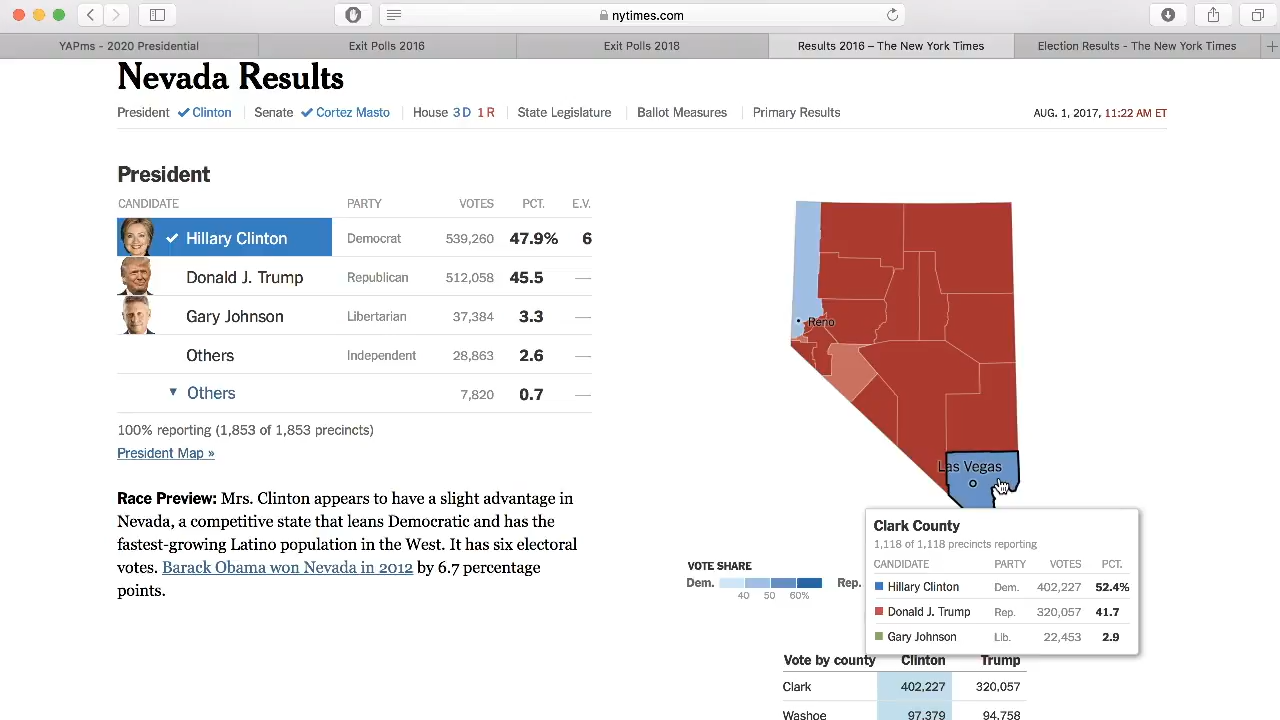 nytimes.com
YAPms - 2020 Presidential
Exit Polls 2016
Exit Polls 2018
Results 2016 – The New York Times
Election Results - The New York Times
Nevada Results
President ✓ Clinton Senate ✓ Cortez Masto House 3 D 1 R State Legislature Ballot Measures Primary Results
AUG. 1, 2017, 11:22 AM ET
President
CANDIDATE PARTY VOTES PCT. E.V.
✓ Hillary Clinton Democrat 539,260 47.9% 6
Donald J. Trump Republican 512,058 45.5 —
Gary Johnson Libertarian 37,384 3.3 —
Others Independent 28,863 2.6 —
▼ Others 7,820 0.7 —
100% reporting (1,853 of 1,853 precincts)
President Map »
Race Preview: Mrs. Clinton appears to have a slight advantage in
Nevada, a competitive state that leans Democratic and has the
fastest-growing Latino population in the West. It has six electoral
votes. Barack Obama won Nevada in 2012 by 6.7 percentage
points.
Reno
Las Vegas
Clark County
1,118 of 1,118 precincts reporting
CANDIDATE PARTY VOTES PCT.
Hillary Clinton Dem. 402,227 52.4%
Donald J. Trump Rep. 320,057 41.7
Gary Johnson Lib. 22,453 2.9
VOTE SHARE
Dem. Rep.
40 50 60%
Vote by county Clinton Trump
Clark 402,227 320,057
Washoe 97,379 94,758